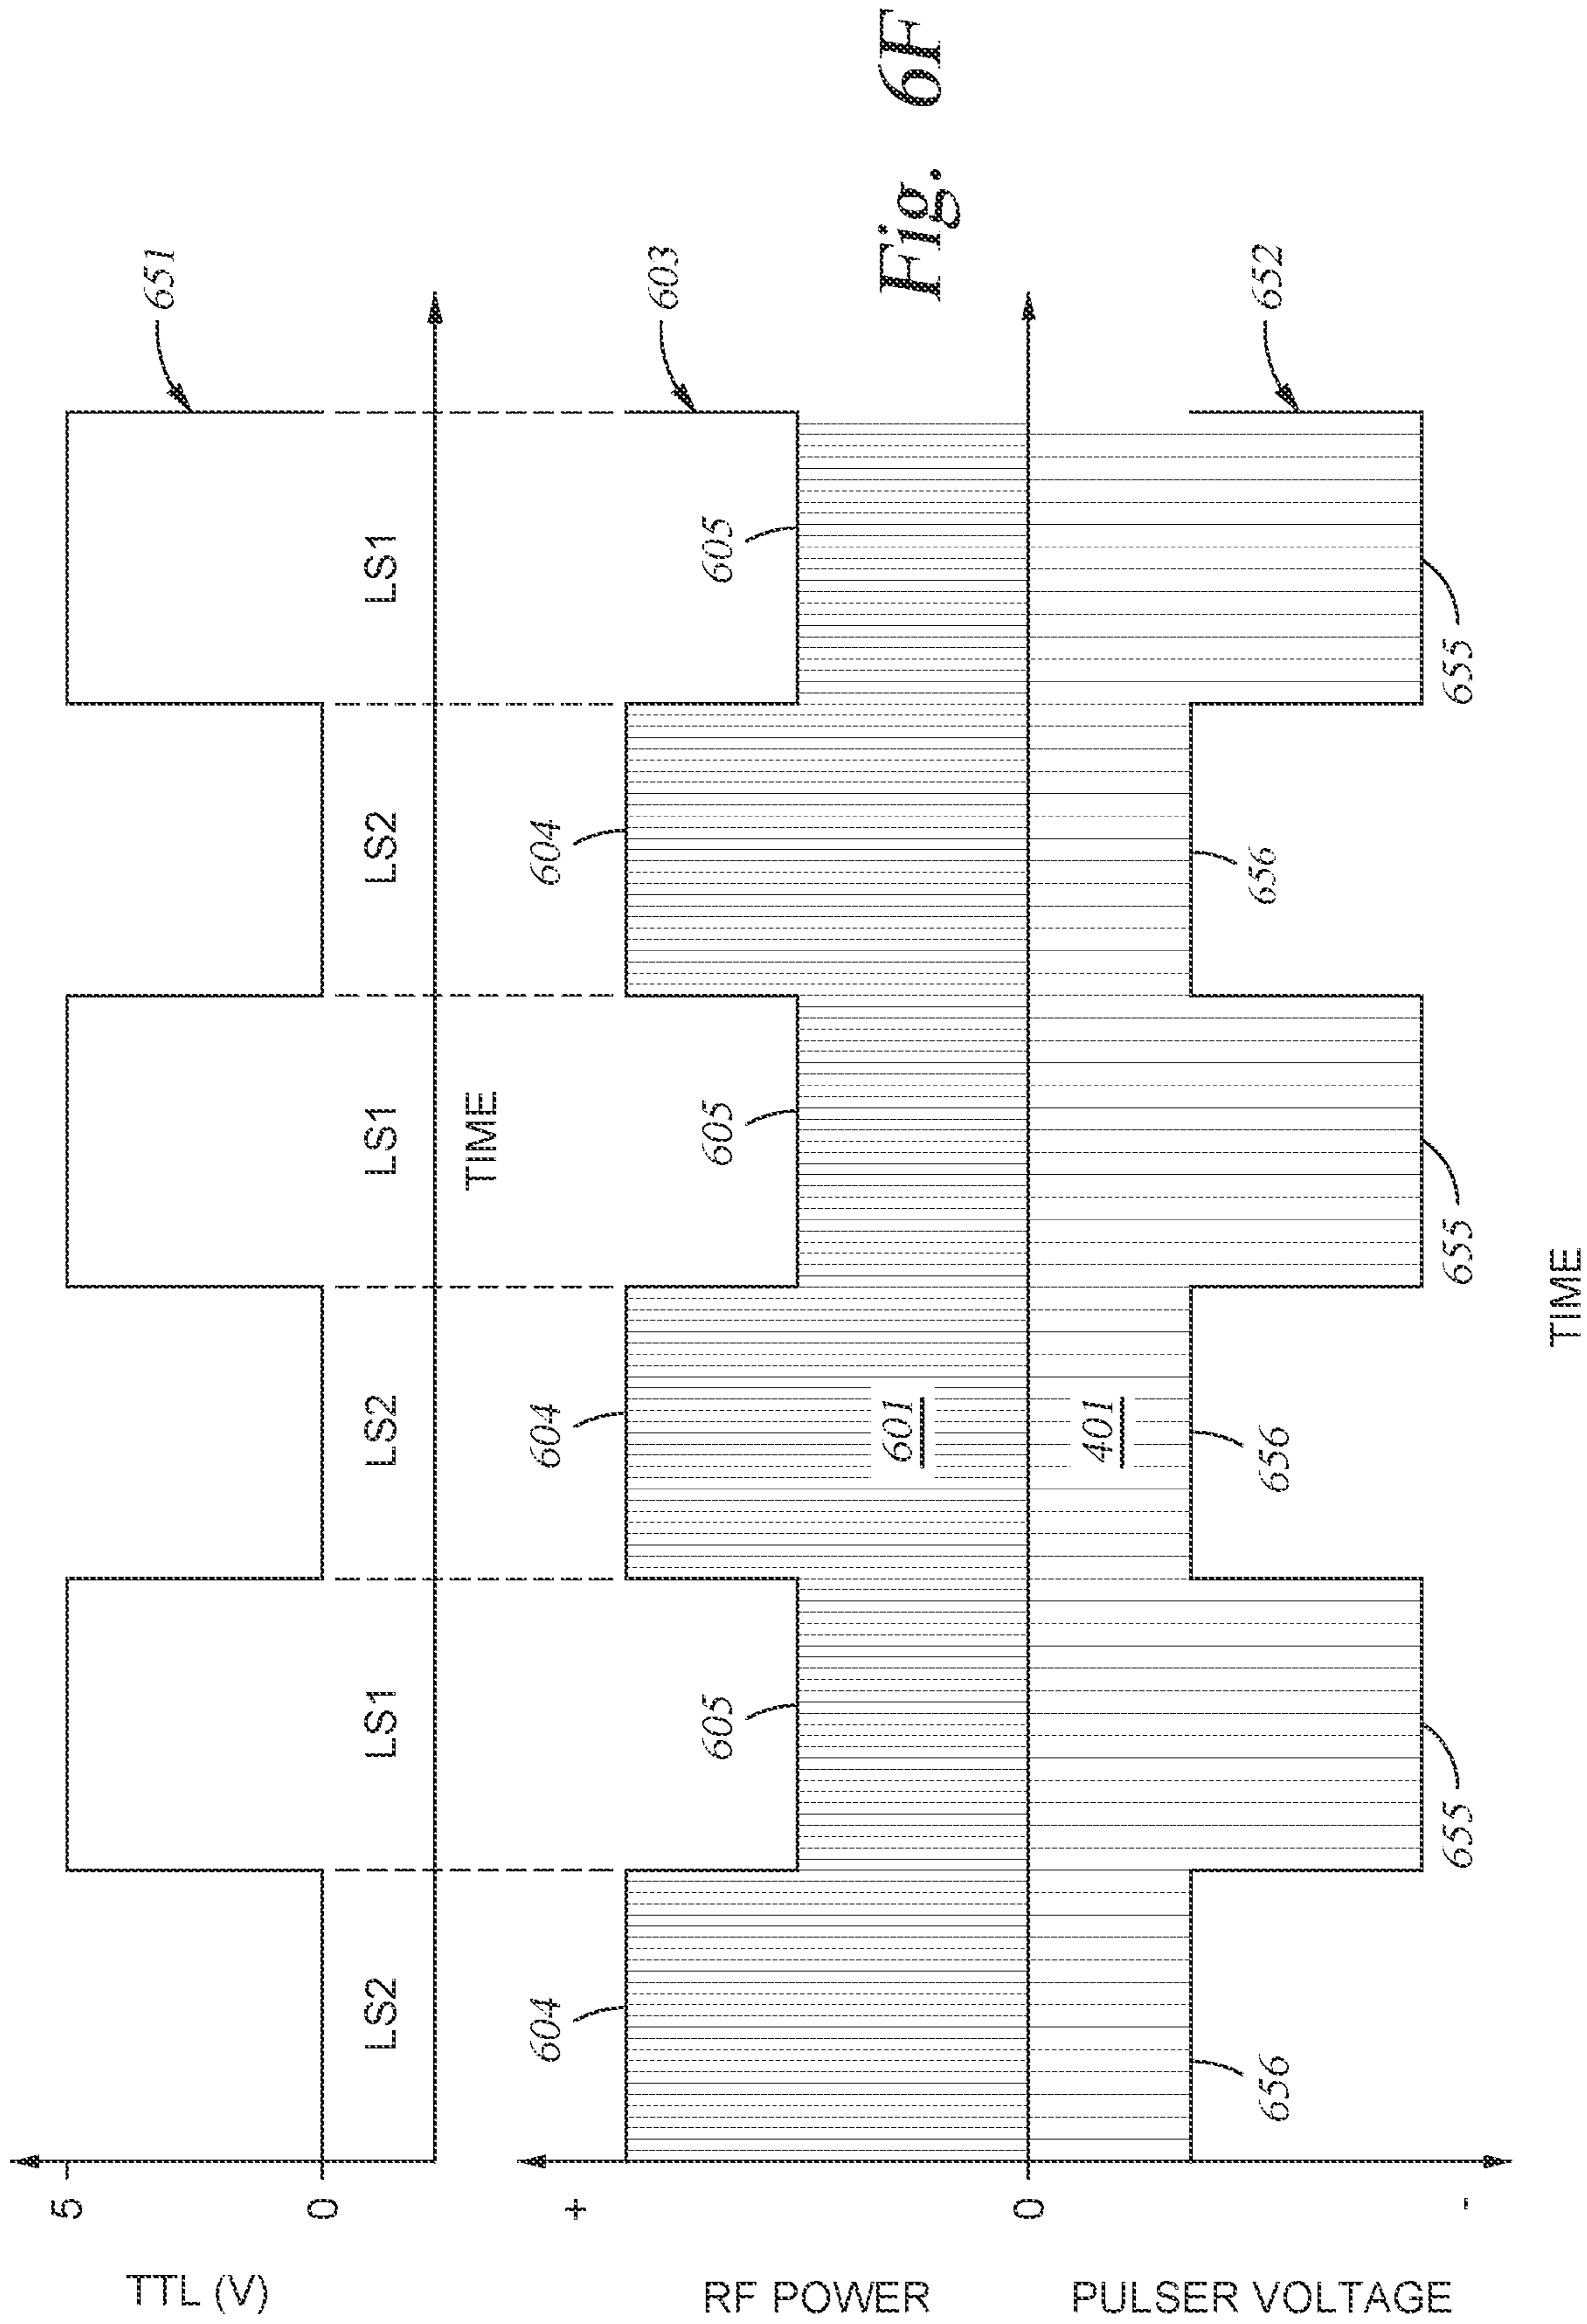 651
5
0
TTL (V)
LS2
LS1
LS2
LS1
LS2
LS1
TIME
603
+
0
-
RF POWER
PULSER VOLTAGE
604
605
604
605
604
605
601
401
656
655
656
655
656
655
652
TIME
Fig. 6F